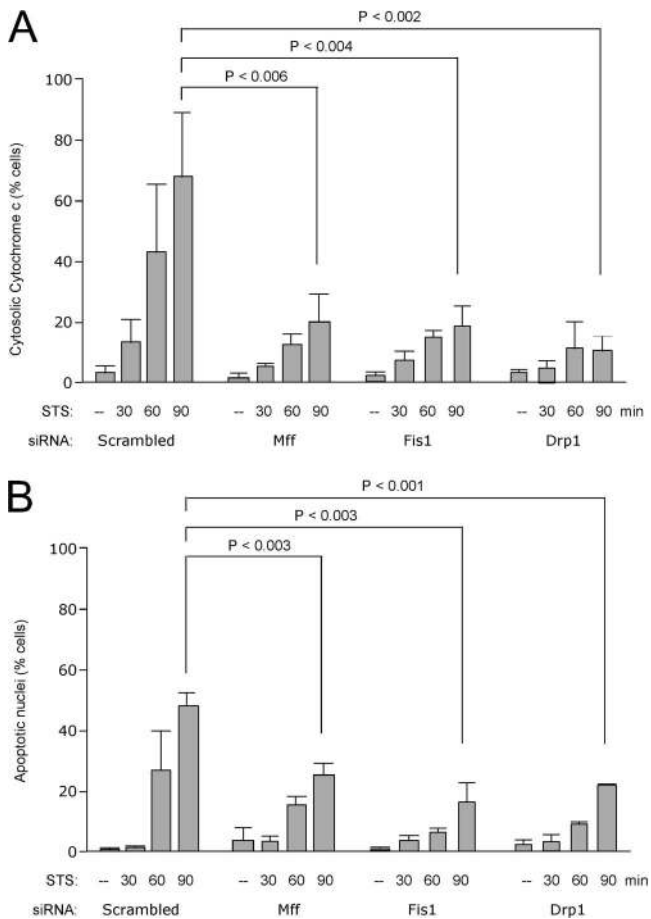 A
P < 0.002
P < 0.004
P < 0.006
100
80
60
40
20
0
Cytosolic Cytochrome c (% cells)
STS: -- 30 60 90 -- 30 60 90 -- 30 60 90 -- 30 60 90 min
siRNA: Scrambled Mff Fis1 Drp1
B
P < 0.001
P < 0.003
P < 0.003
100
80
60
40
20
0
Apoptotic nuclei (% cells)
STS: -- 30 60 90 -- 30 60 90 -- 30 60 90 -- 30 60 90 min
siRNA: Scrambled Mff Fis1 Drp1